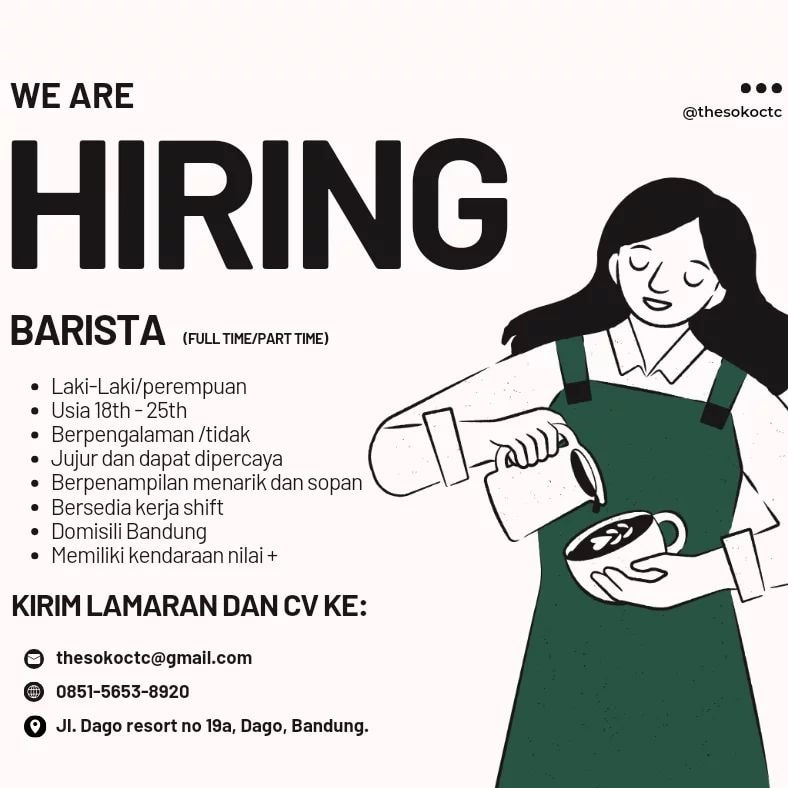 WE ARE
@thesokoctc
HIRING
BARISTA (FULL TIME/PART TIME)
Laki-Laki/perempuan
Usia 18th - 25th
Berpengalaman /tidak
Jujur dan dapat dipercaya
Berpenampilan menarik dan sopan
Bersedia kerja shift
Domisili Bandung
Memiliki kendaraan nilai +
KIRIM LAMARAN DAN CV KE:
thesokoctc@gmail.com
0851-5653-8920
Jl. Dago resort no 19a, Dago, Bandung.